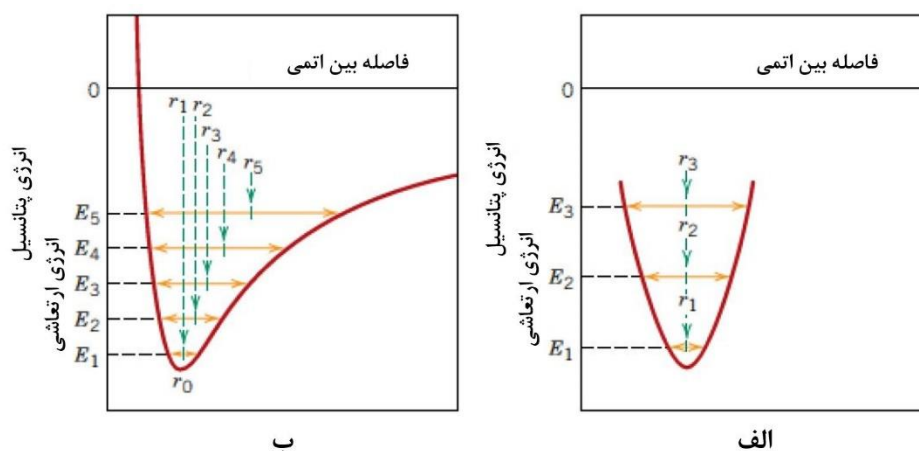 فاصله بین اتمی
0
انرژی پتانسیل
انرژی ارتعاشی
r3
E3
r2
E2
r1
E1
الف
فاصله بین اتمی
0
انرژی پتانسیل
انرژی ارتعاشی
r1
r2
r3
r4
r5
E5
E4
E3
E2
E1
r0
ب